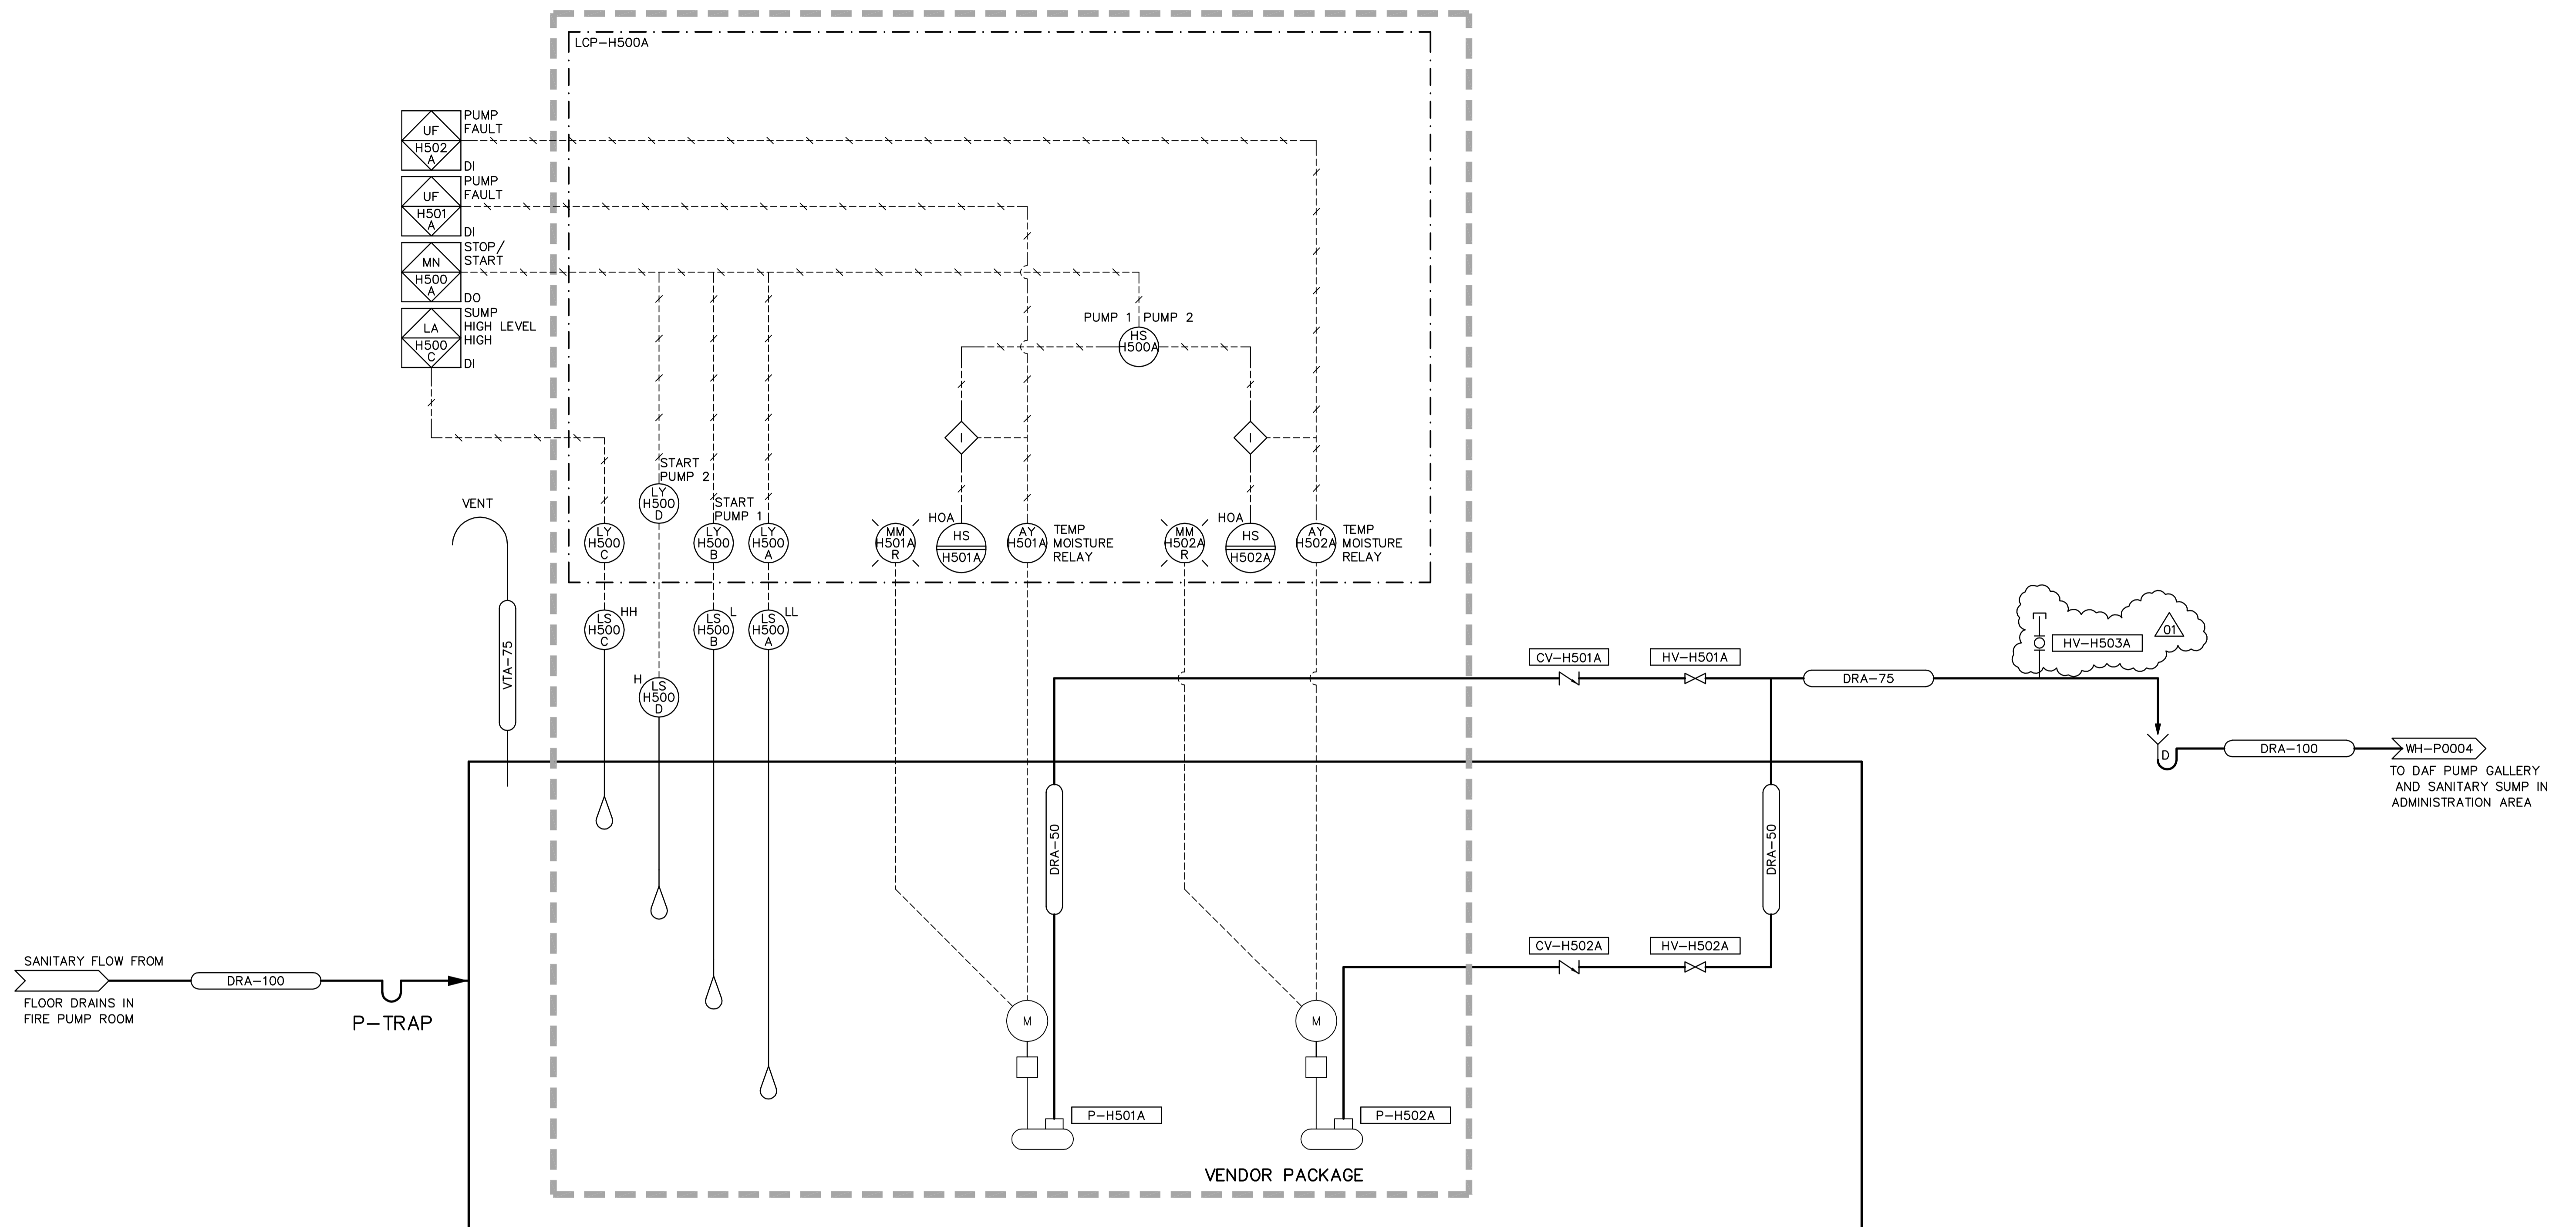 LCP-H500A
UF
H502
A
PUMP
FAULT
DI
UF
H501
A
PUMP
FAULT
DI
MN
H500
A
STOP/
START
DO
LA
H500
C
SUMP
HIGH LEVEL
HIGH
DI
PUMP 1
PUMP 2
HS
H500A
I
I
START
PUMP 2
LY
H500
D
START
PUMP 1
LY
H500
C
LY
H500
B
LY
H500
A
MM
H501A
R
HOA
HS
H501A
AY
H501A
TEMP
MOISTURE
RELAY
MM
H502A
R
HOA
HS
H502A
AY
H502A
TEMP
MOISTURE
RELAY
VENT
VTA-75
LS
H500
C
HH
LS
H500
B
L
LS
H500
A
LL
H
LS
H500
D
CV-H501A
HV-H501A
DRA-75
HV-H503A
01
D
DRA-100
WH-P0004
TO DAF PUMP GALLERY
AND SANITARY SUMP IN
ADMINISTRATION AREA
DRA-50
DRA-50
CV-H502A
HV-H502A
SANITARY FLOW FROM
DRA-100
FLOOR DRAINS IN
FIRE PUMP ROOM
P-TRAP
M
M
P-H501A
P-H502A
VENDOR PACKAGE